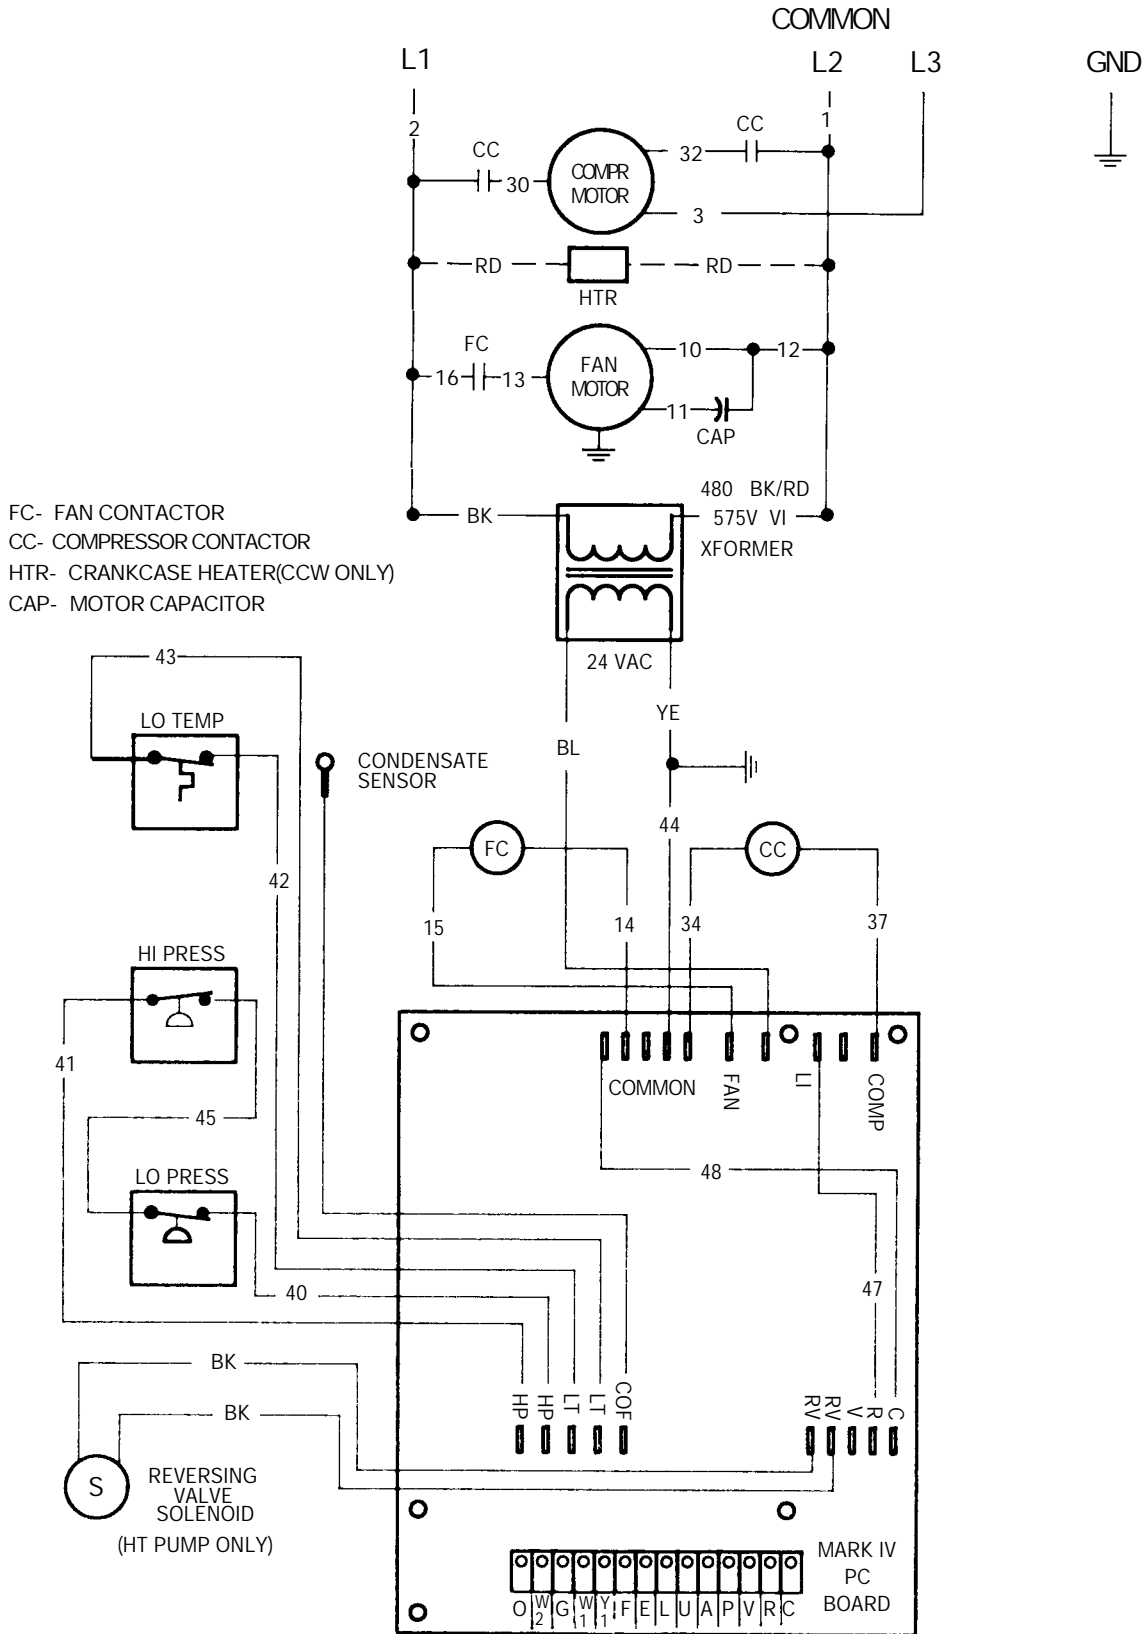 COMMON
L1
L2
L3
GND
2
1
CC
CC
32
COMPR
MOTOR
30
3
RD
RD
HTR
FC
10
12
16
13
FAN
MOTOR
11
CAP
480 BK/RD
BK
575V VI
XFORMER
FC- FAN CONTACTOR
CC- COMPRESSOR CONTACTOR
HTR- CRANKCASE HEATER(CCW ONLY)
CAP- MOTOR CAPACITOR
24 VAC
43
YE
LO TEMP
BL
CONDENSATE
SENSOR
44
FC
CC
42
15
14
34
37
HI PRESS
41
COMMON
FAN
LI
COMP
45
LO PRESS
48
40
47
BK
BK
HP
HP
LT
LT
COF
RV
RV
V
R
C
S
REVERSING
VALVE
SOLENOID
(HT PUMP ONLY)
MARK IV
PC
BOARD
O W2 G W1 Y1 F E L U A P V R C